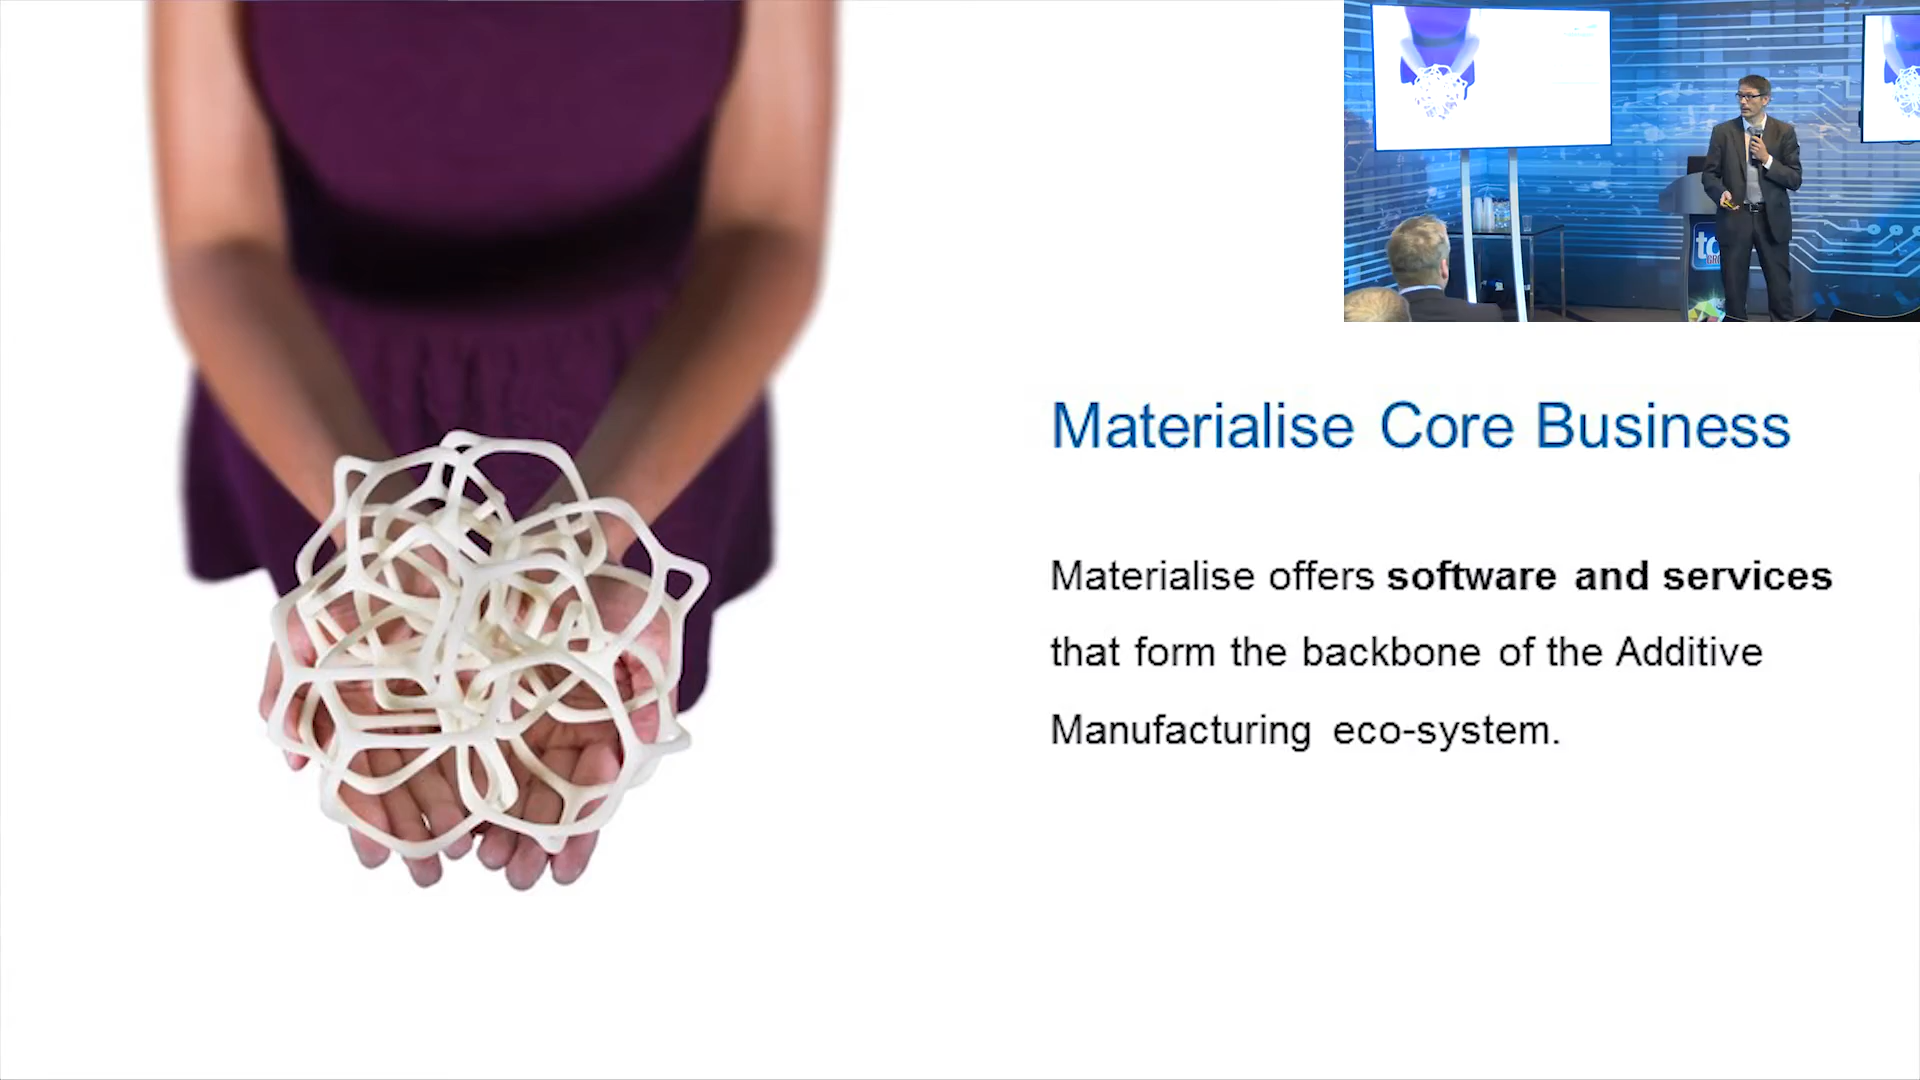 Materialise Core Business
Materialise offers software and services
that form the backbone of the Additive
Manufacturing eco-system.